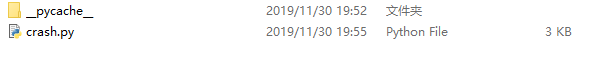 __pycache__ 2019/11/30 19:52 文件夹
crash.py 2019/11/30 19:55 Python File 3 KB